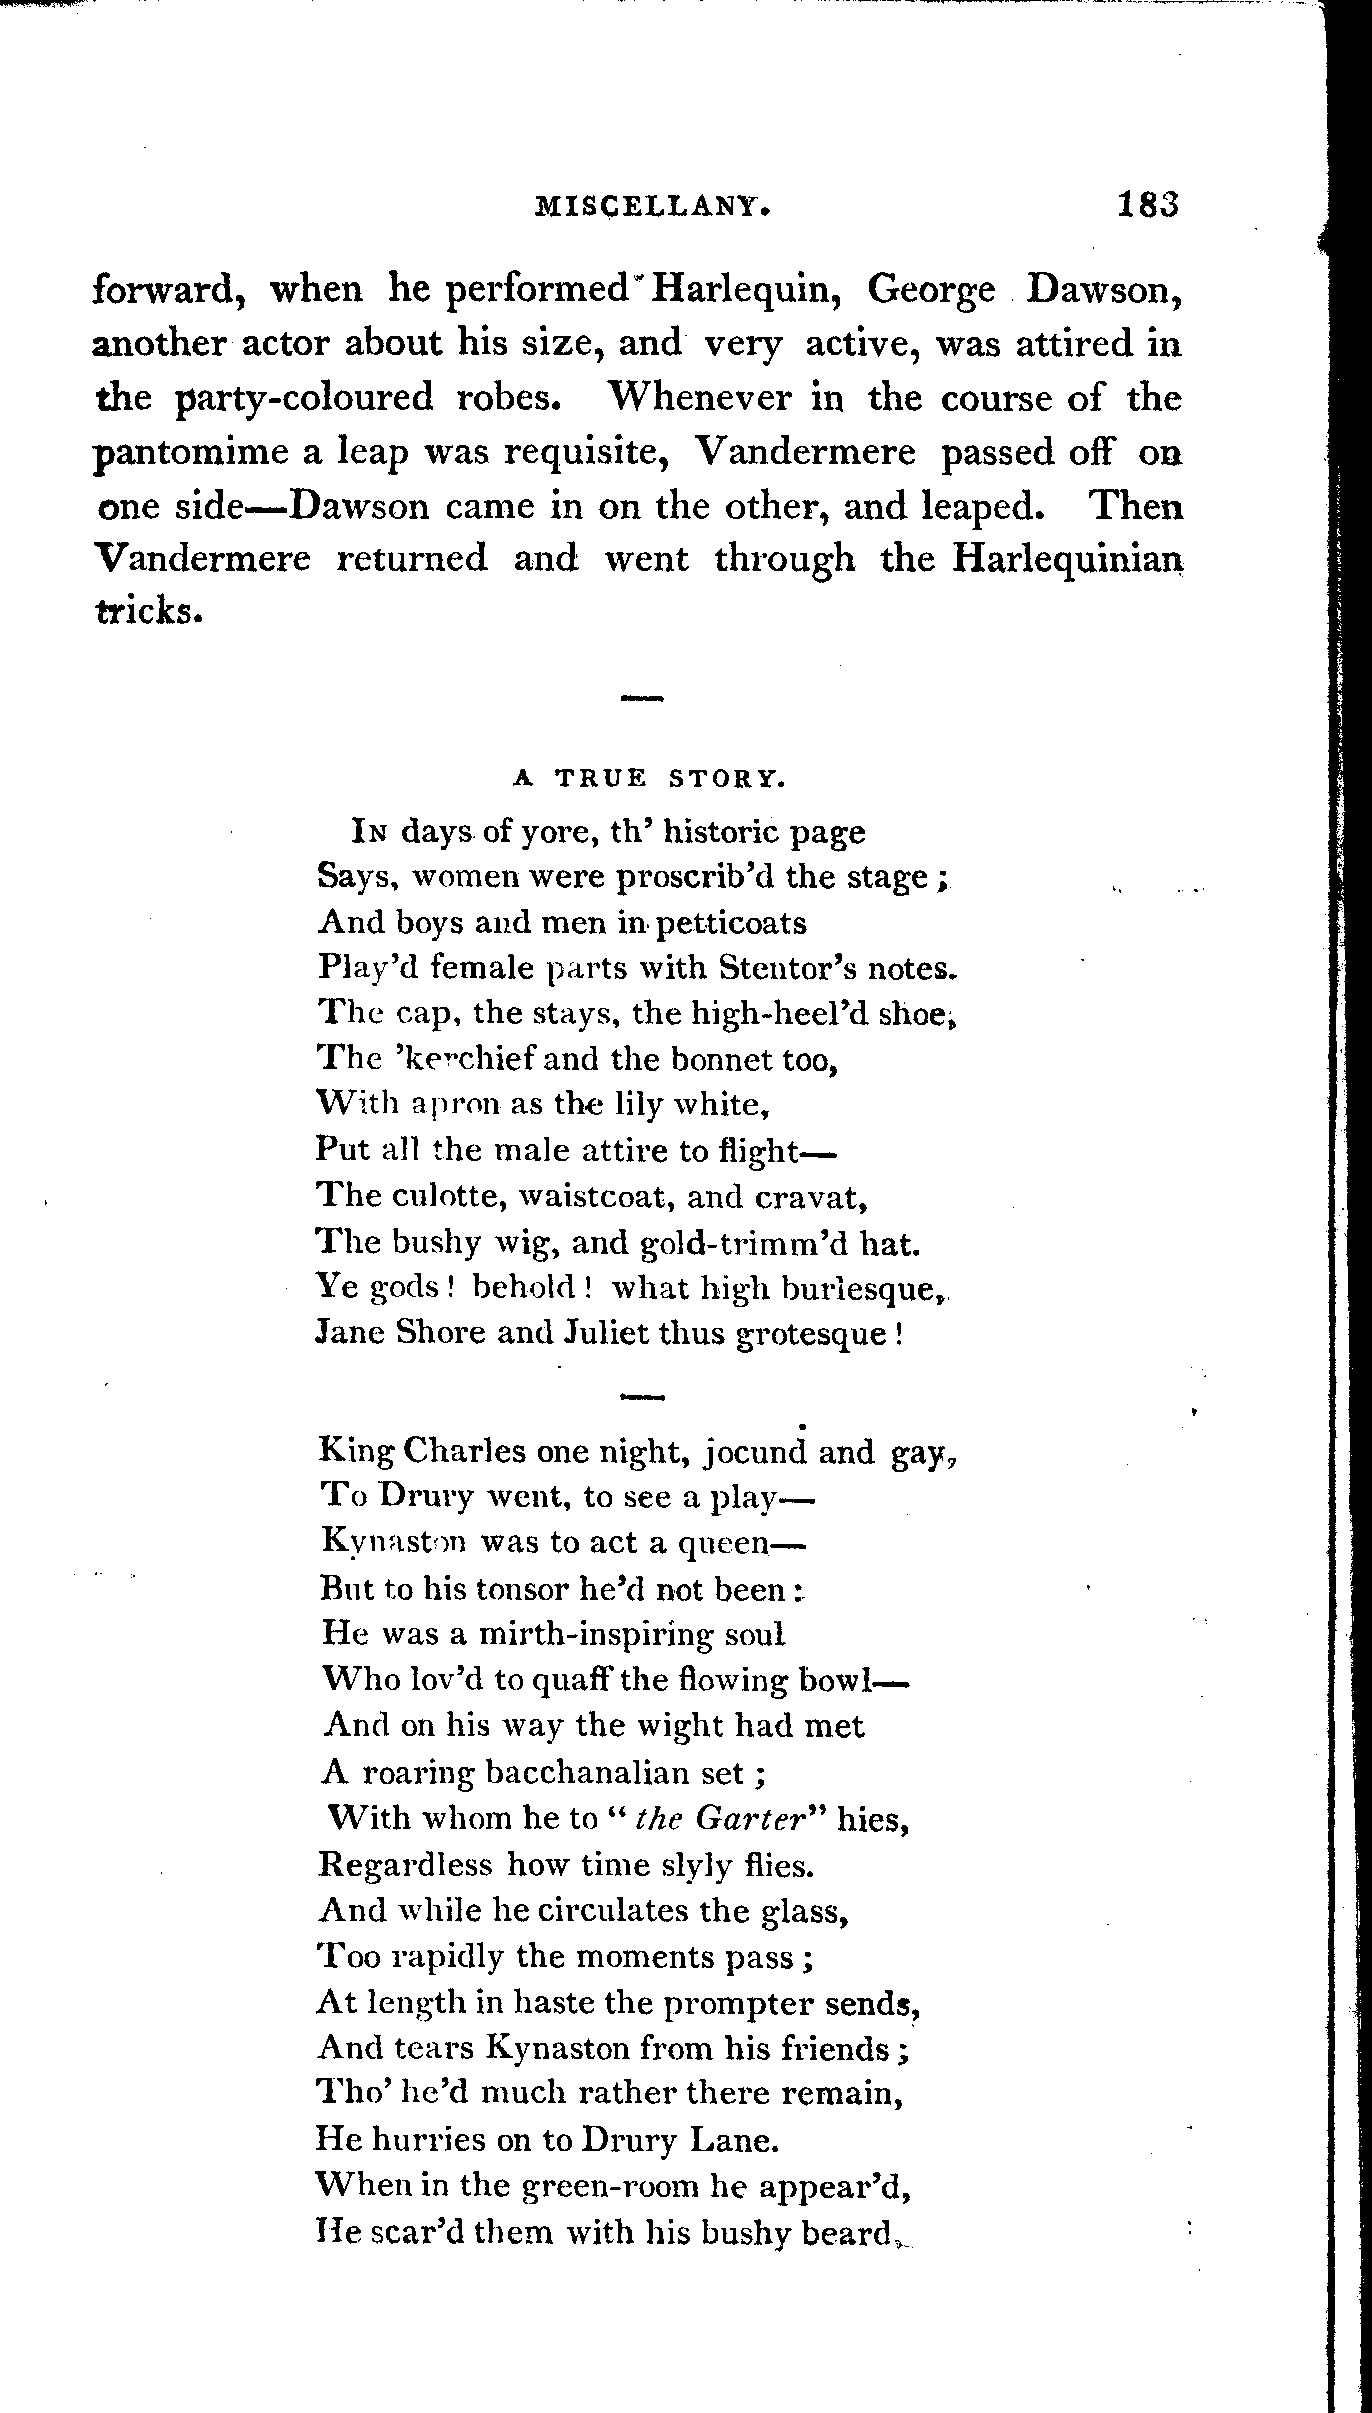 MISCELLANY. 183
forward, when he performed Harlequin, George Dawson,
another actor about his size, and very active, was attired in
the party-coloured robes. Whenever in the course of the
pantomime a leap was requisite, Vandermere passed off on
one side—Dawson came in on the other, and leaped. Then
Vandermere returned and went through the Harlequinian
tricks.
A TRUE STORY.
IN days of yore, th' historic page
Says, women were proscrib'd the stage ;
And boys and men in petticoats
Play'd female parts with Stentor's notes.
The cap, the stays, the high-heel'd shoe,
The 'kerchief and the bonnet too,
With apron as the lily white,
Put all the male attire to flight—
The culotte, waistcoat, and cravat,
The bushy wig, and gold-trimm'd hat.
Ye gods ! behold ! what high burlesque,
Jane Shore and Juliet thus grotesque !
King Charles one night, jocund and gay,
To Drury went, to see a play—
Kynaston was to act a queen—
But to his tonsor he'd not been :
He was a mirth-inspiring soul
Who lov'd to quaff the flowing bowl—
And on his way the wight had met
A roaring bacchanalian set ;
With whom he to " the Garter" hies,
Regardless how time slyly flies.
And while he circulates the glass,
Too rapidly the moments pass ;
At length in haste the prompter sends,
And tears Kynaston from his friends ;
Tho' he'd much rather there remain,
He hurries on to Drury Lane.
When in the green-room he appear'd,
He scar'd them with his bushy beard,